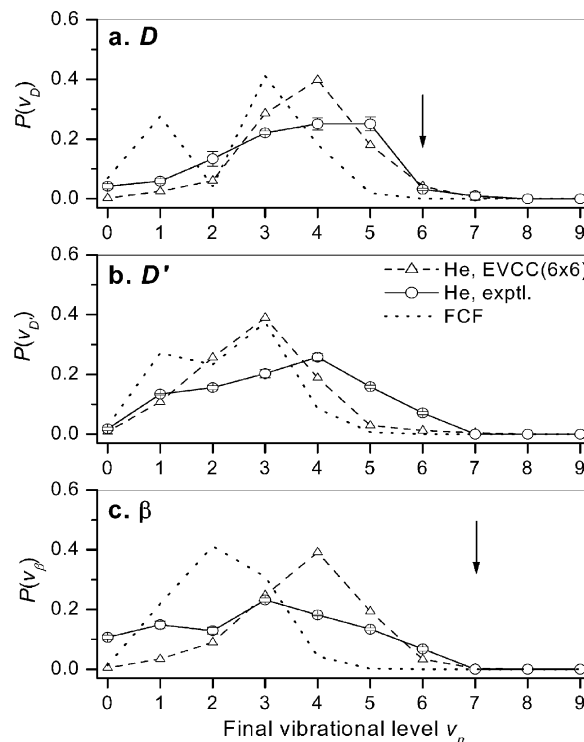 a. D
P(v_D)
0.6
0.4
0.2
0.0
0 1 2 3 4 5 6 7 8 9
b. D'
P(v_D')
0.6
0.4
0.2
0.0
He, EVCC(6x6)
He, exptl.
FCF
0 1 2 3 4 5 6 7 8 9
c. β
P(v_β)
0.6
0.4
0.2
0.0
0 1 2 3 4 5 6 7 8 9
Final vibrational level v